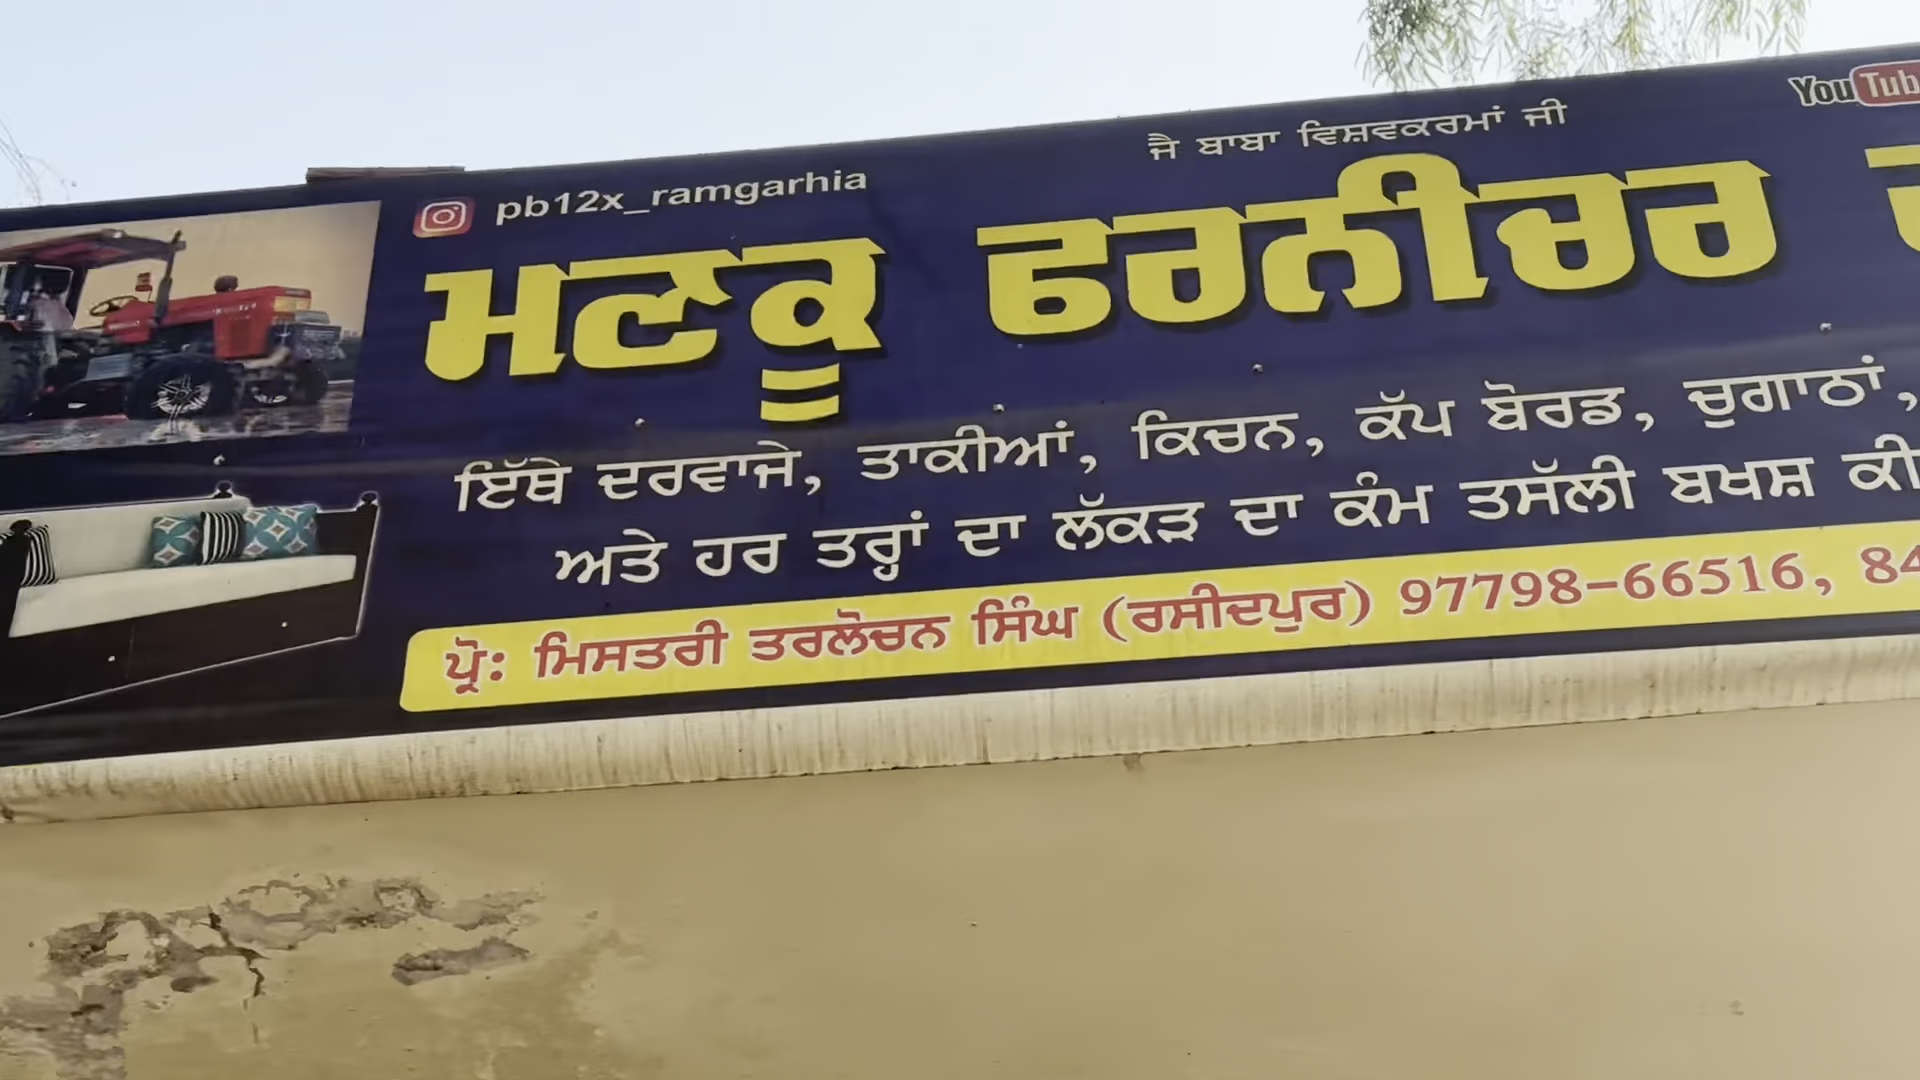 ਜੈ ਬਾਬਾ ਵਿਸ਼ਵਕਰਮਾਂ ਜੀ
YouTub
pb12x_ramgarhia
ਮਣਕੂ ਫਰਨੀਚਰ
ਇੱਥੇ ਦਰਵਾਜੇ, ਤਾਕੀਆਂ, ਕਿਚਨ, ਕੱਪ ਬੋਰਡ, ਚੁਗਾਠਾਂ,
ਅਤੇ ਹਰ ਤਰ੍ਹਾਂ ਦਾ ਲੱਕੜ ਦਾ ਕੰਮ ਤਸੱਲੀ ਬਖਸ਼ ਕੀ
ਪ੍ਰੋ: ਮਿਸਤਰੀ ਤਰਲੋਚਨ ਸਿੰਘ (ਰਸੀਦਪੁਰ) 97798-66516, 84